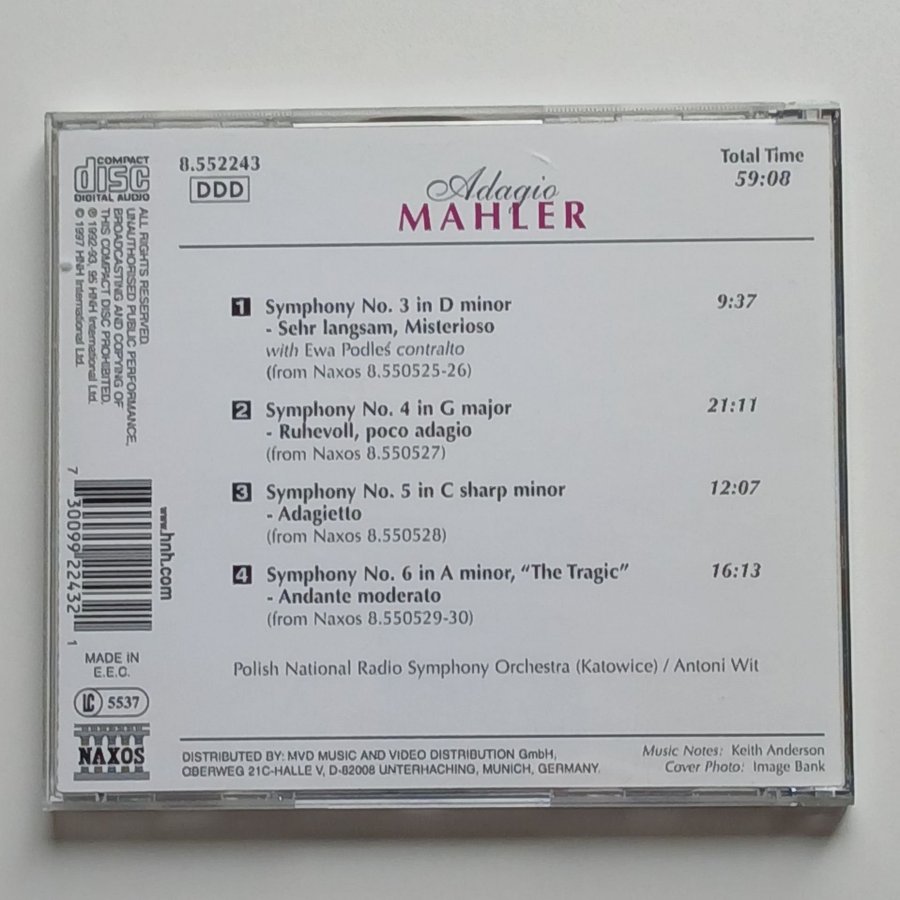 COMPACT
disc
DIGITAL AUDIO
8.552243
DDD
Adagio
MAHLER
Total Time
59:08
ALL RIGHTS RESERVED.
UNAUTHORISED PUBLIC PERFORMANCE,
BROADCASTING AND COPYING OF
THIS COMPACT DISC PROHIBITED.
℗ 1992-93, 95 HNH International Ltd.
© 1997 HNH International Ltd.
1 Symphony No. 3 in D minor 9:37
- Sehr langsam, Misterioso
with Ewa Podleś contralto
(from Naxos 8.550525-26)
2 Symphony No. 4 in G major 21:11
- Ruhevoll, poco adagio
(from Naxos 8.550527)
3 Symphony No. 5 in C sharp minor 12:07
- Adagietto
(from Naxos 8.550528)
4 Symphony No. 6 in A minor, “The Tragic” 16:13
- Andante moderato
(from Naxos 8.550529-30)
Polish National Radio Symphony Orchestra (Katowice) / Antoni Wit
7 30099 22432 1
www.hnh.com
MADE IN
E.E.C.
LC 5537
NAXOS
DISTRIBUTED BY: MVD MUSIC AND VIDEO DISTRIBUTION GmbH,
OBERWEG 21C-HALLE V, D-82008 UNTERHACHING, MUNICH, GERMANY.
Music Notes: Keith Anderson
Cover Photo: Image Bank